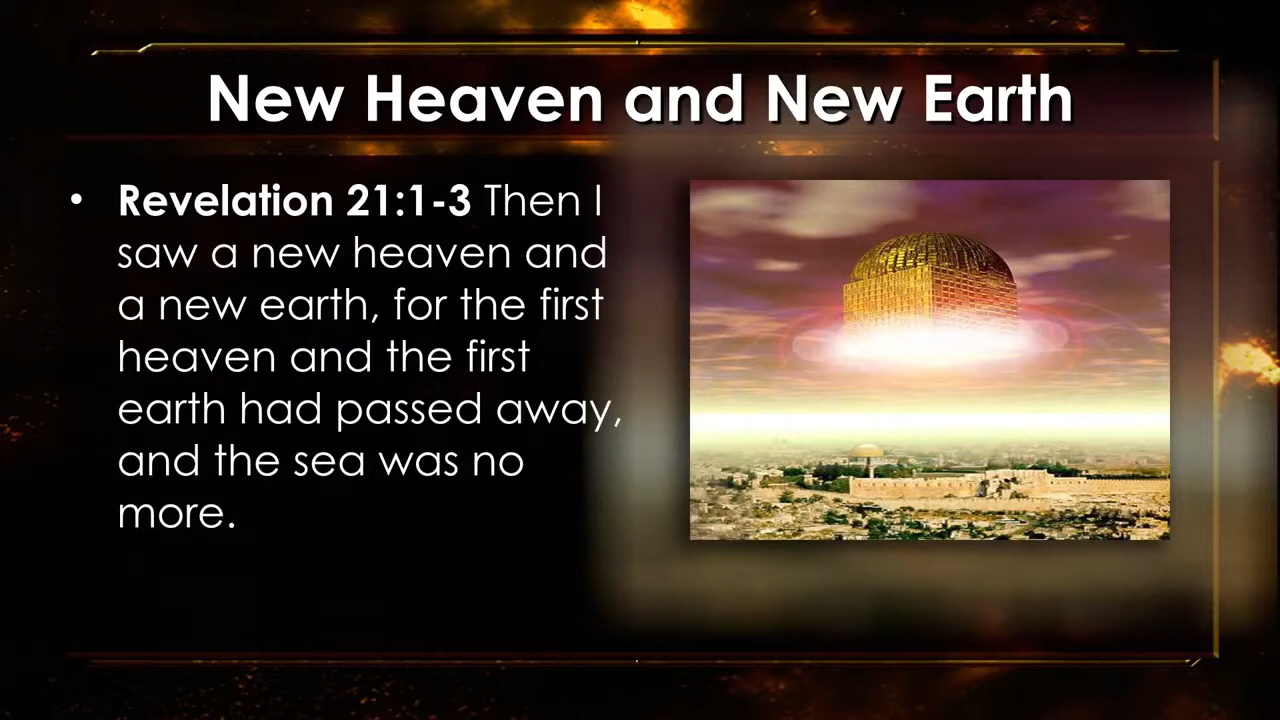 New Heaven and New Earth
• Revelation 21:1-3 Then I
saw a new heaven and
a new earth, for the first
heaven and the first
earth had passed away,
and the sea was no
more.